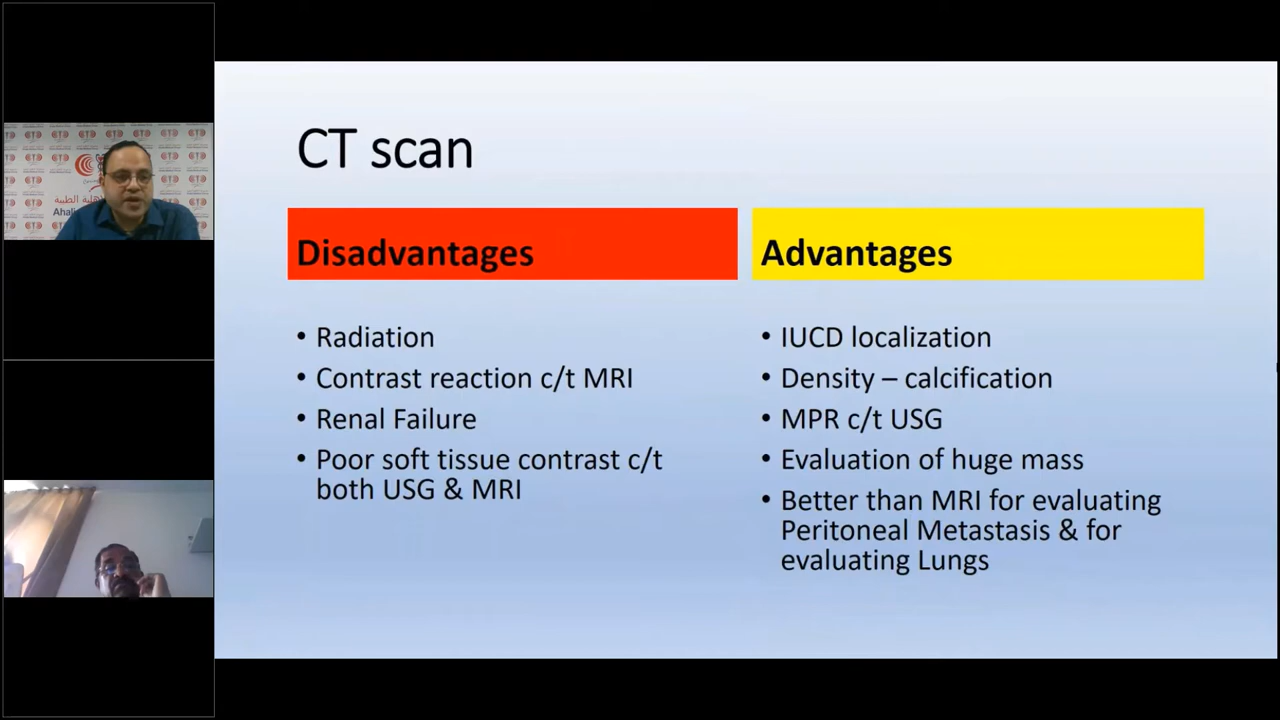 CT scan
Disadvantages
• Radiation
• Contrast reaction c/t MRI
• Renal Failure
• Poor soft tissue contrast c/t
both USG & MRI
Advantages
• IUCD localization
• Density – calcification
• MPR c/t USG
• Evaluation of huge mass
• Better than MRI for evaluating
Peritoneal Metastasis & for
evaluating Lungs